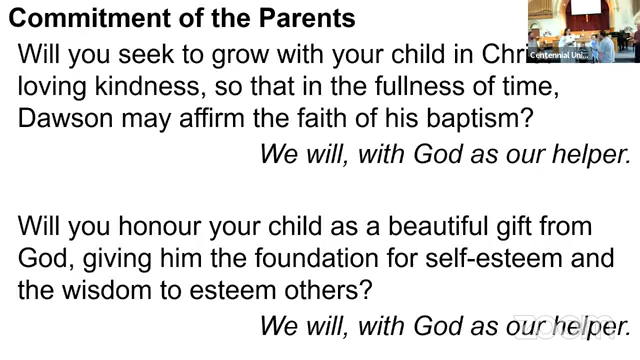 Commitment of the Parents
Will you seek to grow with your child in
loving kindness, so that in the fullness of time,
Dawson may affirm the faith of his baptism?
We will, with God as our helper.
Will you honour your child as a beautiful gift from
God, giving him the foundation for self-esteem and
the wisdom to esteem others?
We will, with God as our helper.
Centennial Uni...
zoom